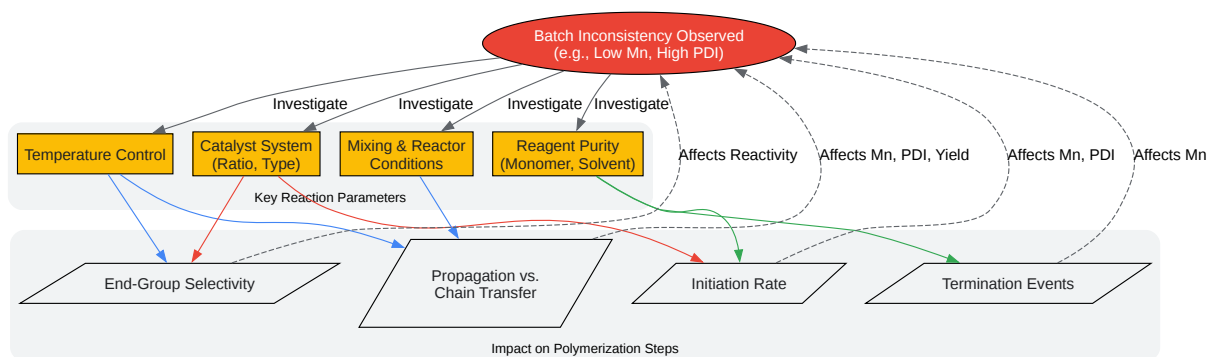 Batch Inconsistency Observed
(e.g., Low Mn, High PDI)
Investigate
Investigate
Investigate
Investigate
Temperature Control
Catalyst System
(Ratio, Type)
Mixing & Reactor
Conditions
Reagent Purity
(Monomer, Solvent)
Affects Reactivity
Affects Mn, PDI, Yield
Affects Mn, PDI
Affects Mn
Key Reaction Parameters
End-Group Selectivity
Propagation vs.
Chain Transfer
Initiation Rate
Termination Events
Impact on Polymerization Steps